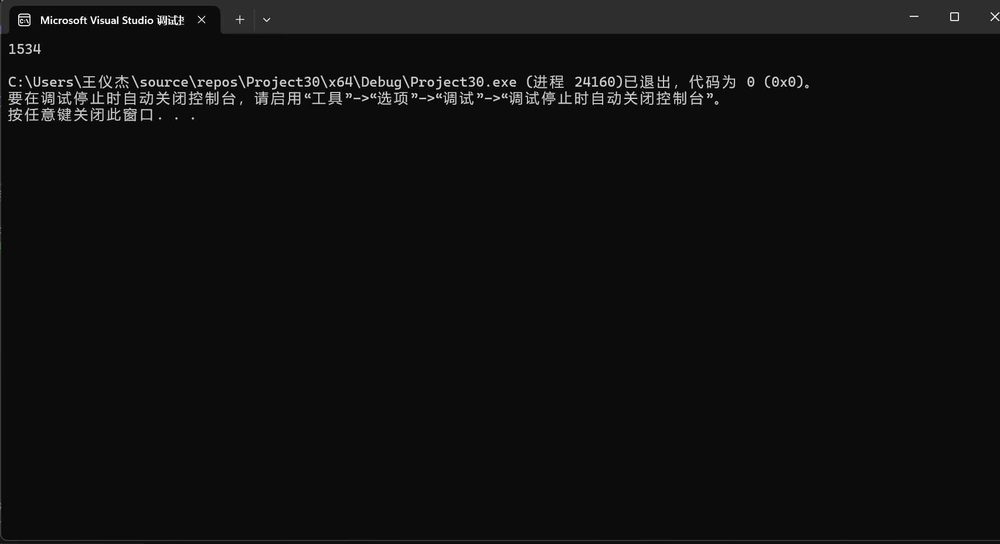 Microsoft Visual Studio 调试
1534
C:\Users\王仪杰\source\repos\Project30\x64\Debug\Project30.exe (进程 24160)已退出，代码为 0 (0x0)。
要在调试停止时自动关闭控制台，请启用“工具”->“选项”->“调试”->“调试停止时自动关闭控制台”。
按任意键关闭此窗口. . .